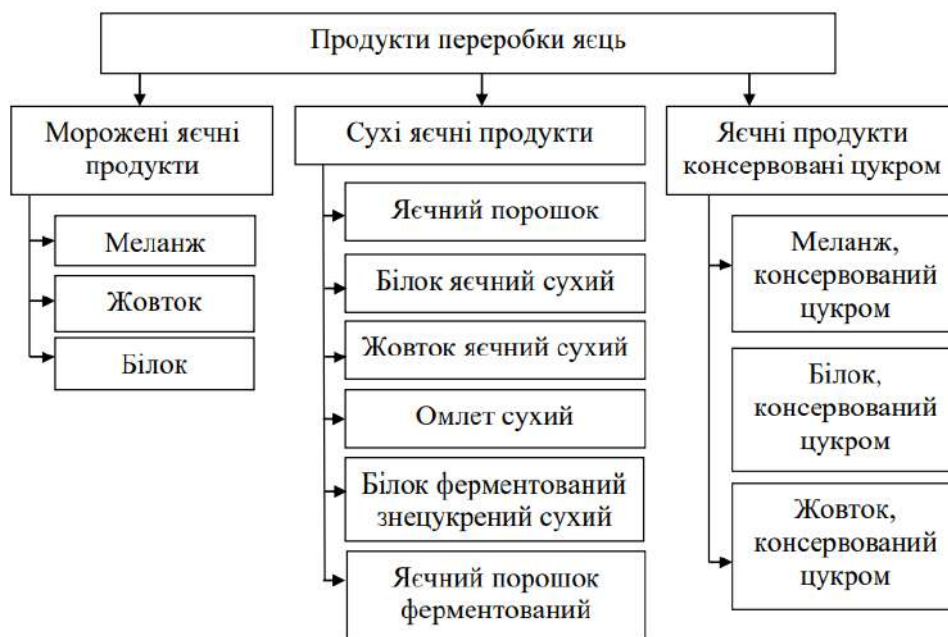 Продукти переробки яєць
Морожені яєчні
продукти
Меланж
Жовток
Білок
Сухі яєчні продукти
Яєчний порошок
Білок яєчний сухий
Жовток яєчний сухий
Омлет сухий
Білок ферментований
знецукрений сухий
Яєчний порошок
ферментований
Яєчні продукти
консервовані цукром
Меланж,
консервований
цукром
Білок,
консервований
цукром
Жовток,
консервований
цукром